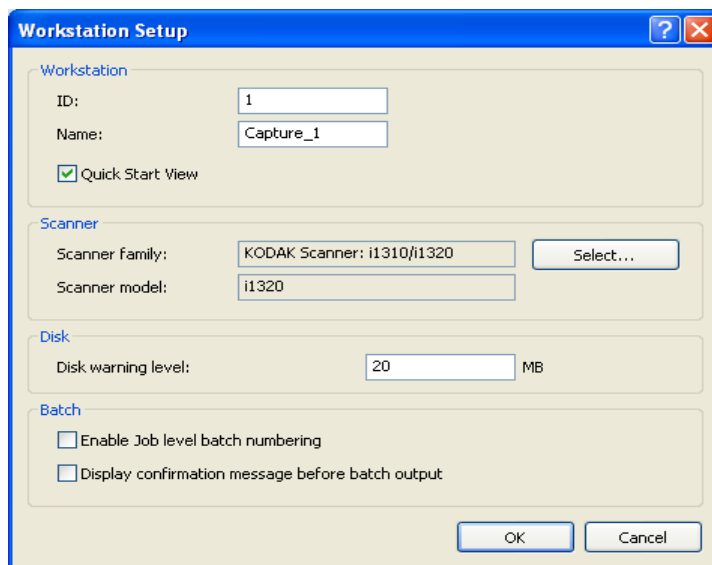 Workstation Setup
Workstation
ID: 1
Name: Capture_1
Quick Start View
Scanner
Scanner family: KODAK Scanner: i1310/i1320 Select...
Scanner model: i1320
Disk
Disk warning level: 20 MB
Batch
Enable Job level batch numbering
Display confirmation message before batch output
OK Cancel